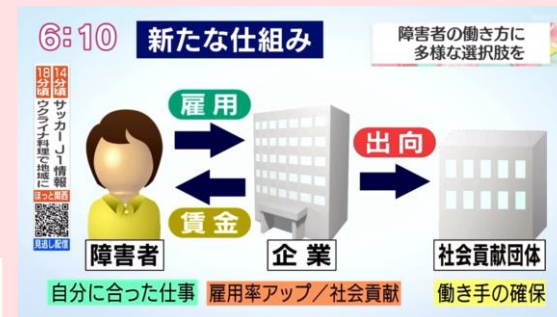 6:10
新たな仕組み
障害者の働き方に
多様な選択肢を
14分頃
サッカーJ1情報
18分頃
ウクライナ料理で地域に
ほっと関西
見逃し配信
雇用
賃金
出向
障害者
企業
社会貢献団体
自分に合った仕事
雇用率アップ/社会貢献
働き手の確保